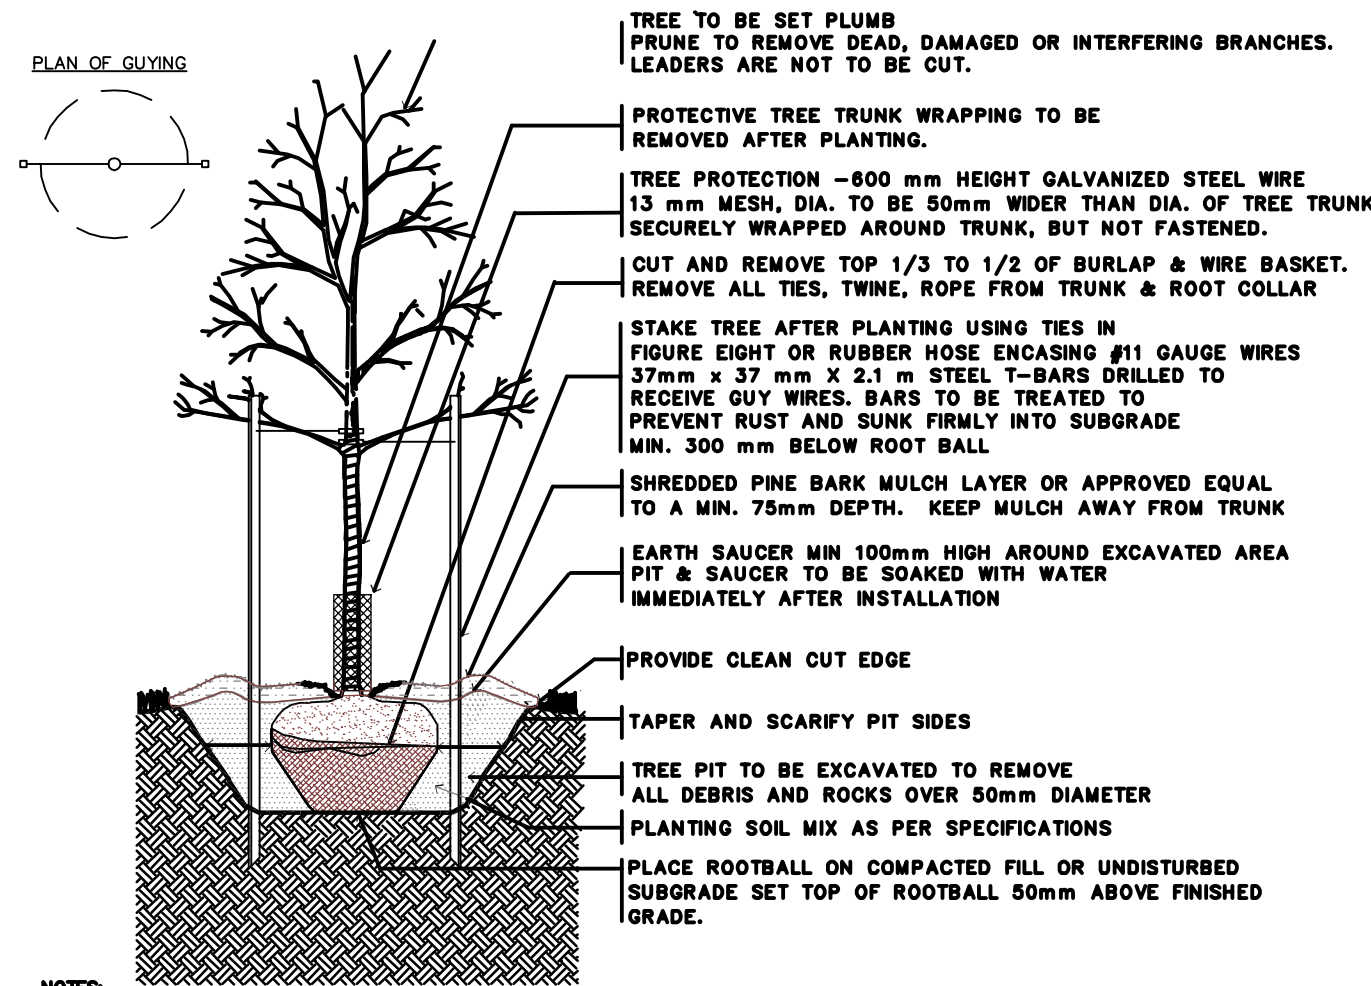 PLAN OF GUYING
TREE TO BE SET PLUMB
PRUNE TO REMOVE DEAD, DAMAGED OR INTERFERING BRANCHES.
LEADERS ARE NOT TO BE CUT.
PROTECTIVE TREE TRUNK WRAPPING TO BE
REMOVED AFTER PLANTING.
TREE PROTECTION -600 mm HEIGHT GALVANIZED STEEL WIRE
13 mm MESH, DIA. TO BE 50mm WIDER THAN DIA. OF TREE TRUNK
SECURELY WRAPPED AROUND TRUNK, BUT NOT FASTENED.
CUT AND REMOVE TOP 1/3 TO 1/2 OF BURLAP & WIRE BASKET.
REMOVE ALL TIES, TWINE, ROPE FROM TRUNK & ROOT COLLAR
STAKE TREE AFTER PLANTING USING TIES IN
FIGURE EIGHT OR RUBBER HOSE ENCASING #11 GAUGE WIRES
37mm x 37 mm X 2.1 m STEEL T-BARS DRILLED TO
RECEIVE GUY WIRES. BARS TO BE TREATED TO
PREVENT RUST AND SUNK FIRMLY INTO SUBGRADE
MIN. 300 mm BELOW ROOT BALL
SHREDDED PINE BARK MULCH LAYER OR APPROVED EQUAL
TO A MIN. 75mm DEPTH. KEEP MULCH AWAY FROM TRUNK
EARTH SAUCER MIN 100mm HIGH AROUND EXCAVATED AREA
PIT & SAUCER TO BE SOAKED WITH WATER
IMMEDIATELY AFTER INSTALLATION
PROVIDE CLEAN CUT EDGE
TAPER AND SCARIFY PIT SIDES
TREE PIT TO BE EXCAVATED TO REMOVE
ALL DEBRIS AND ROCKS OVER 50mm DIAMETER
PLANTING SOIL MIX AS PER SPECIFICATIONS
PLACE ROOTBALL ON COMPACTED FILL OR UNDISTURBED
SUBGRADE SET TOP OF ROOTBALL 50mm ABOVE FINISHED
GRADE.
NOTES: